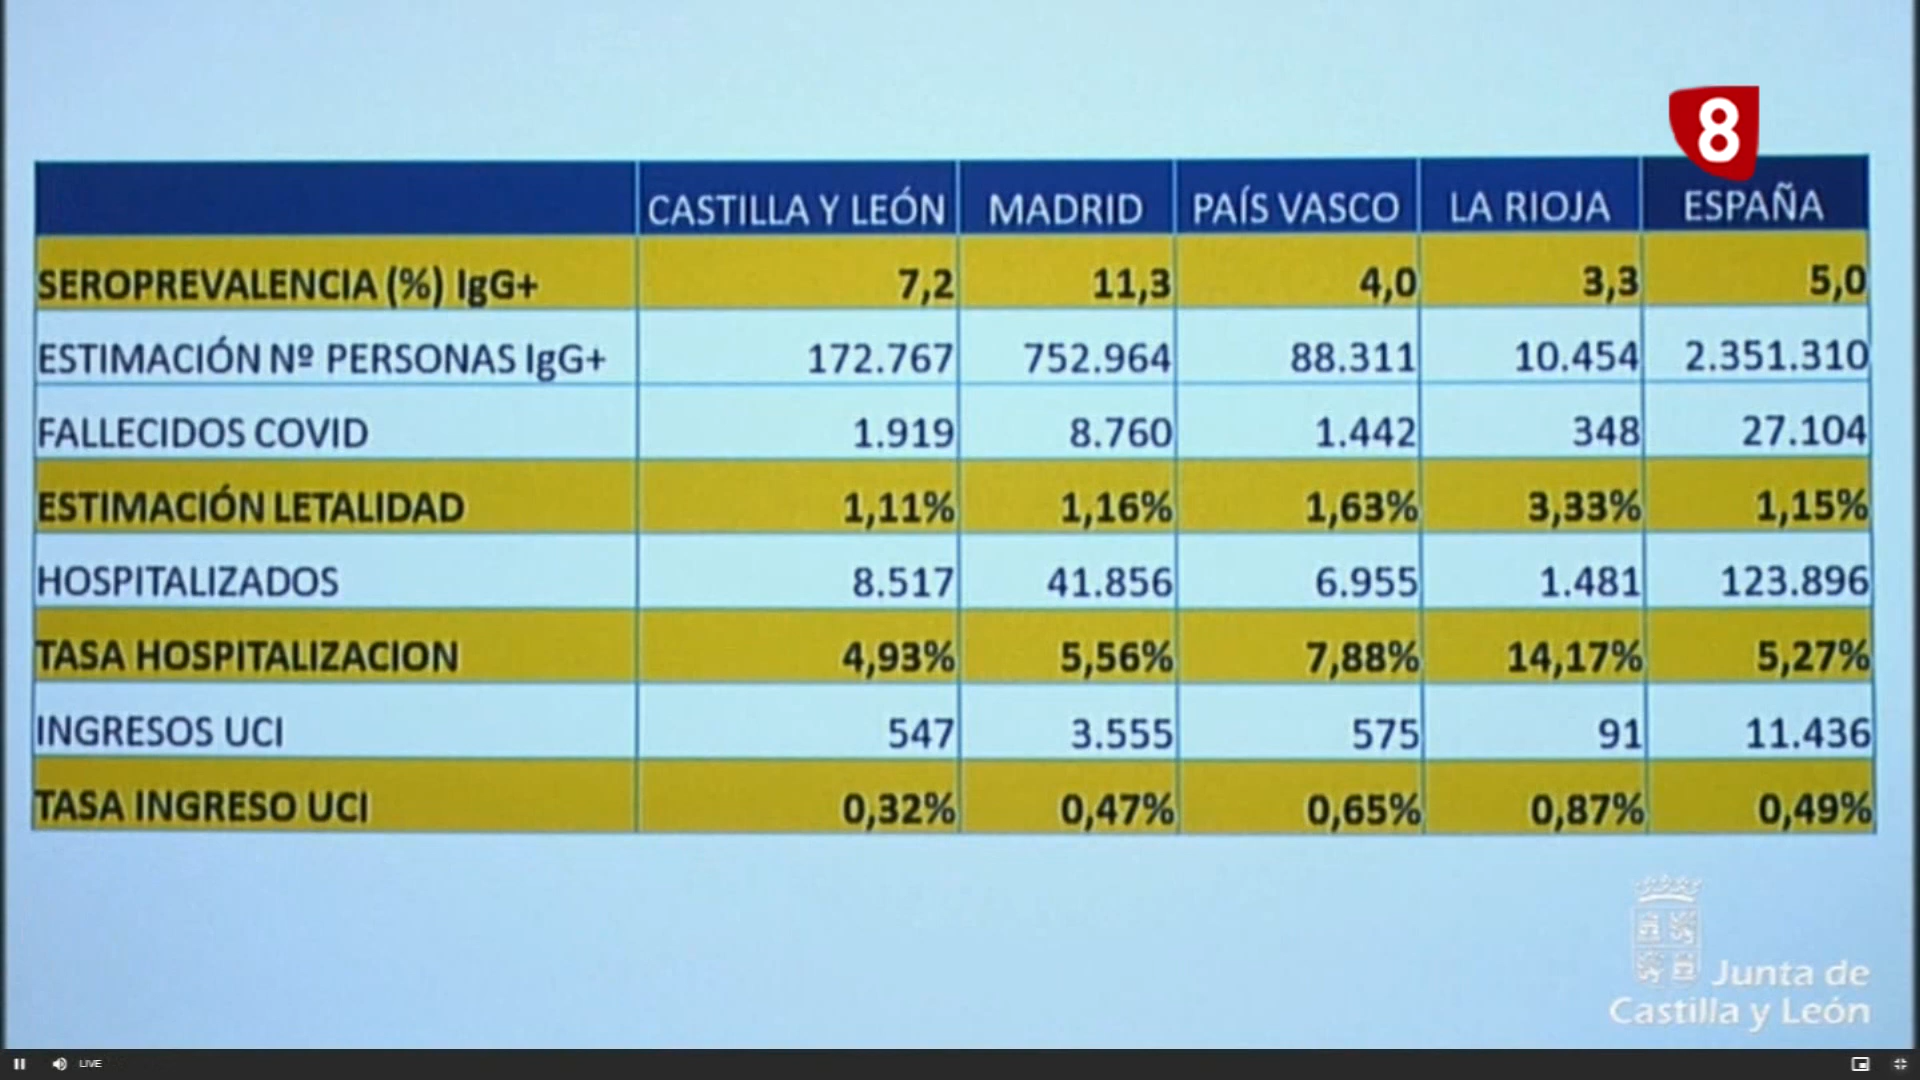 8
CASTILLA Y LEÓN MADRID PAÍS VASCO LA RIOJA ESPAÑA
SEROPREVALENCIA (%) IgG+ 7,2 11,3 4,0 3,3 5,0
ESTIMACIÓN Nº PERSONAS IgG+ 172.767 752.964 88.311 10.454 2.351.310
FALLECIDOS COVID 1.919 8.760 1.442 348 27.104
ESTIMACIÓN LETALIDAD 1,11% 1,16% 1,63% 3,33% 1,15%
HOSPITALIZADOS 8.517 41.856 6.955 1.481 123.896
TASA HOSPITALIZACION 4,93% 5,56% 7,88% 14,17% 5,27%
INGRESOS UCI 547 3.555 575 91 11.436
TASA INGRESO UCI 0,32% 0,47% 0,65% 0,87% 0,49%
Junta de
Castilla y León
LIVE